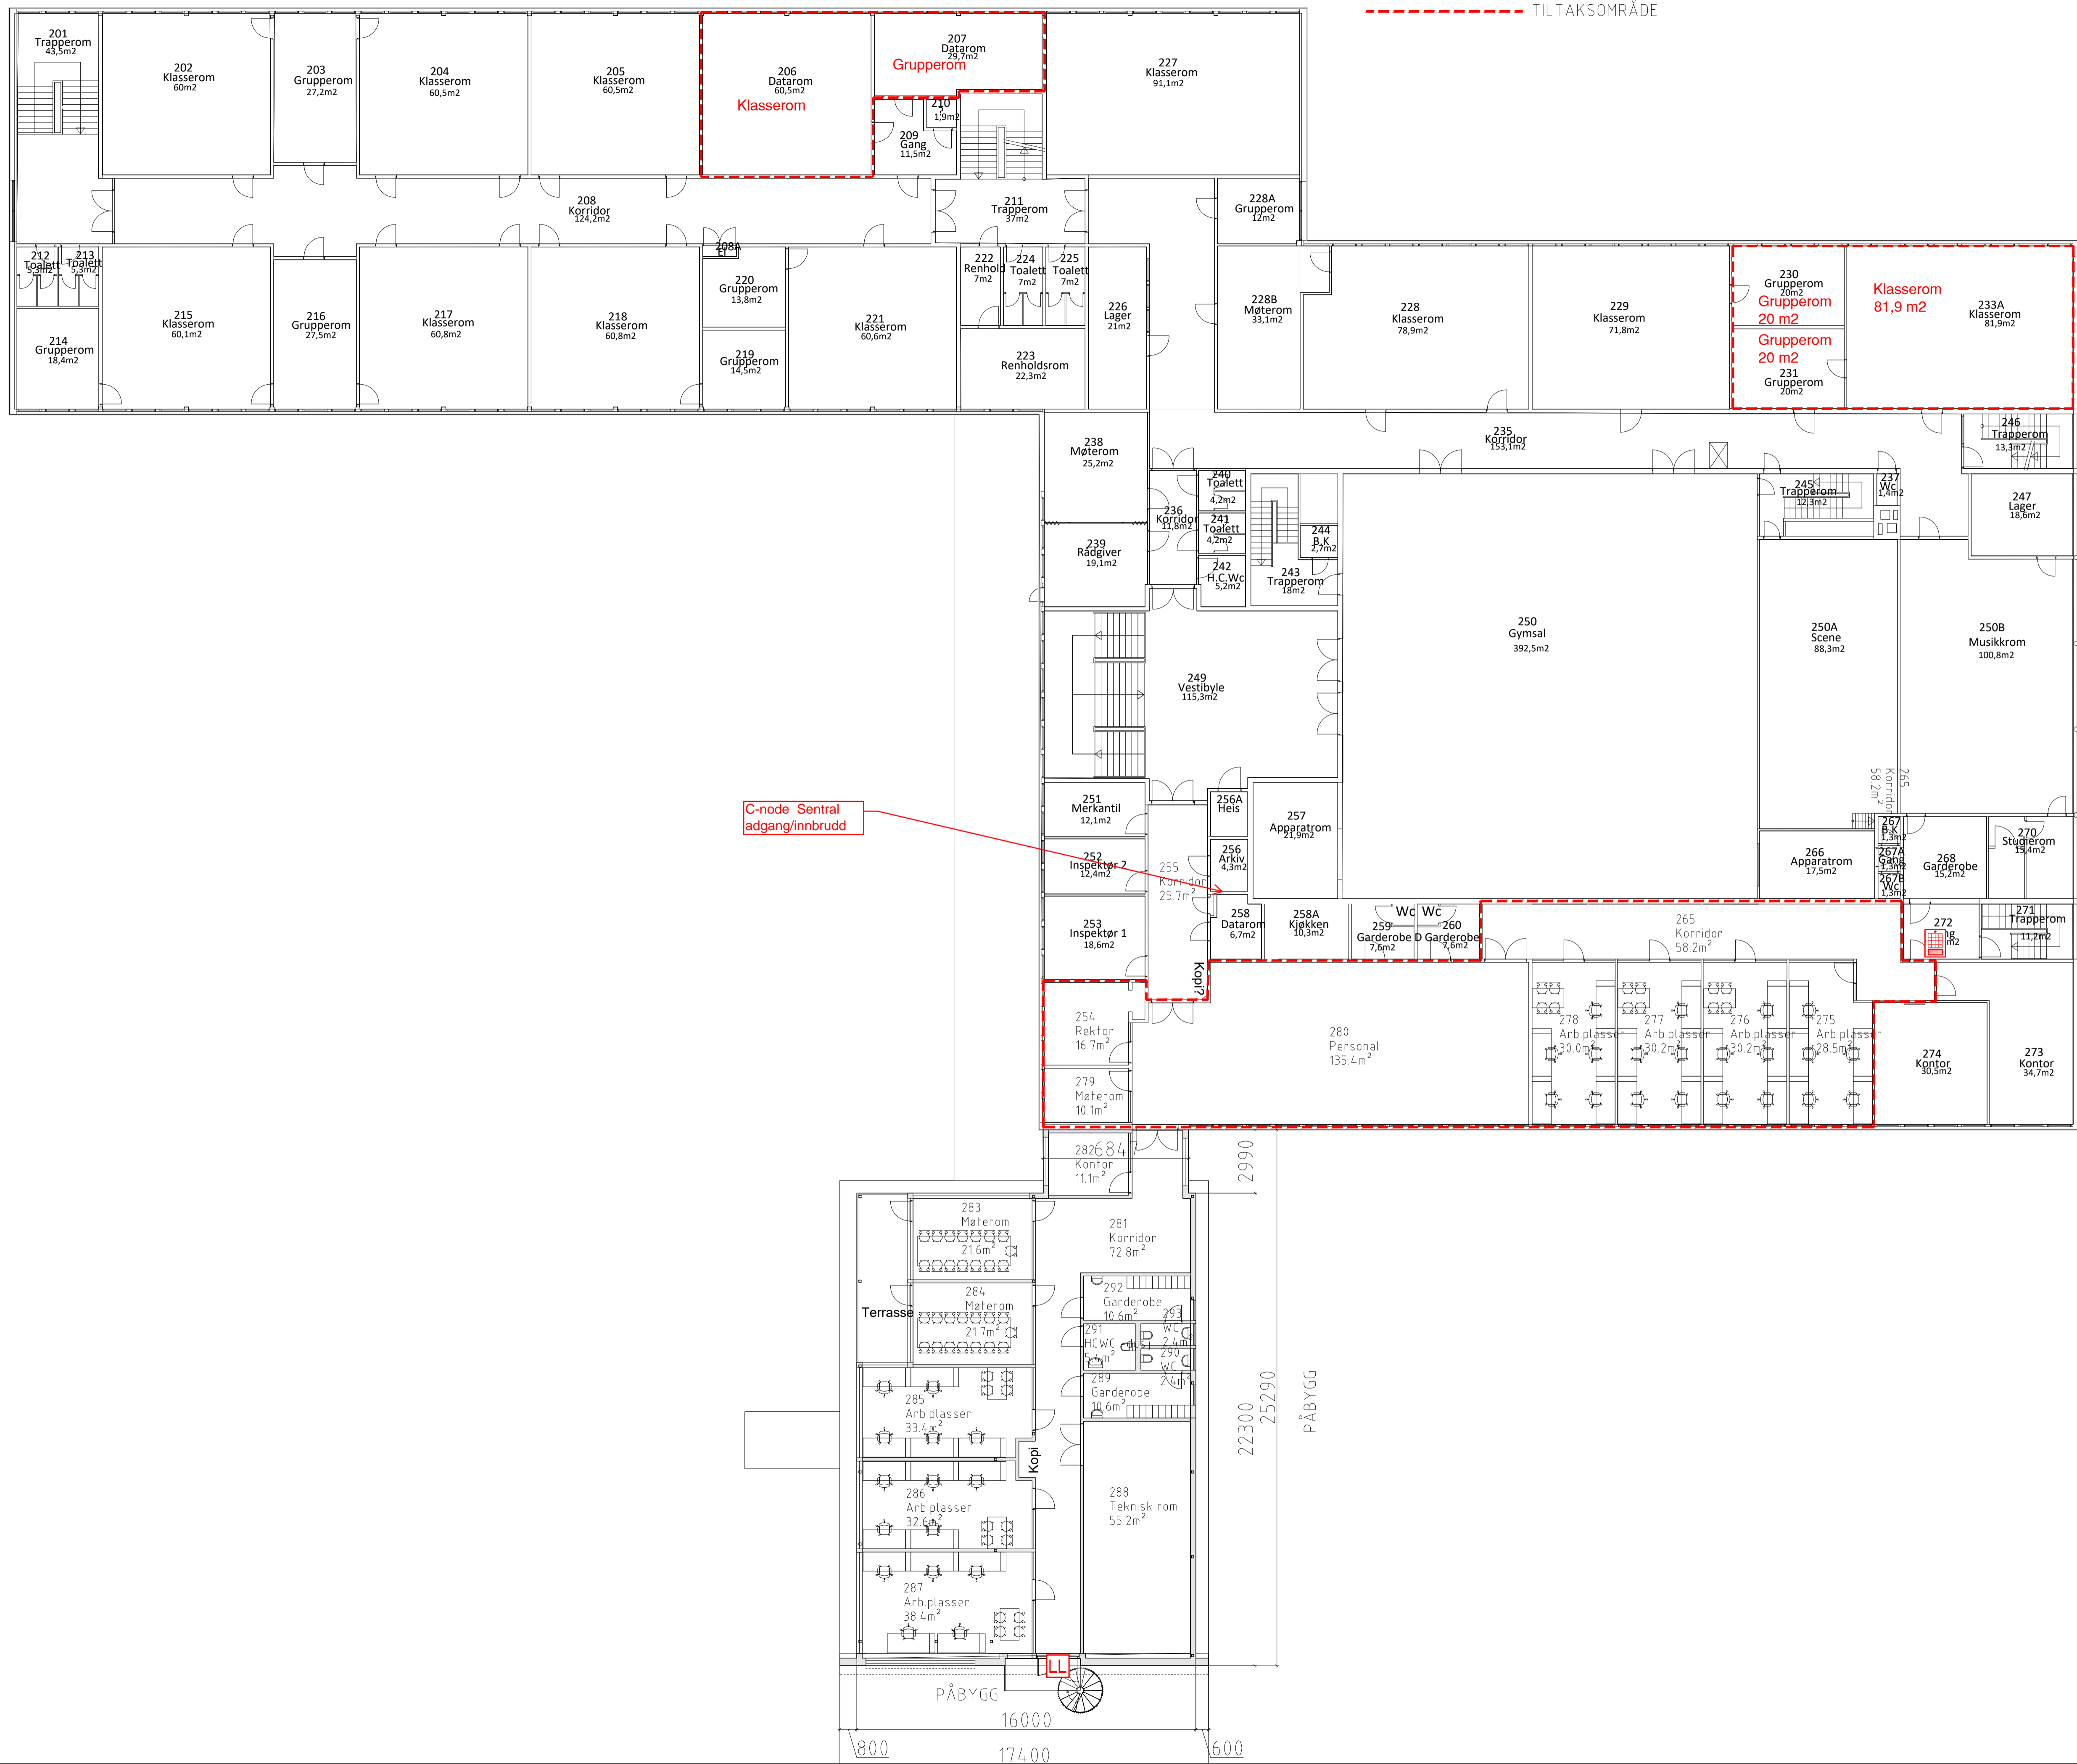 TILTAKSOMRÅDE
201
Trapperom
43,5m2
202
Klasserom
60m2
203
Grupperom
27,2m2
204
Klasserom
60,5m2
205
Klasserom
60,5m2
206
Datarom
60,5m2
Klasserom
207
Datarom
29,7m2
Grupperom
227
Klasserom
91,1m2
210
?
1,9m2
209
Gang
11,5m2
208
Korridor
124,2m2
211
Trapperom
37m2
228A
Grupperom
12m2
212
Toalett
5,3m2
213
Toalett
5,3m2
214
Grupperom
18,4m2
215
Klasserom
60,1m2
216
Grupperom
27,5m2
217
Klasserom
60,8m2
218
Klasserom
60,8m2
208A
El
220
Grupperom
13,8m2
219
Grupperom
14,5m2
221
Klasserom
60,6m2
222
Renhold
7m2
224
Toalett
7m2
225
Toalett
7m2
223
Renholdsrom
22,3m2
226
Lager
21m2
228B
Møterom
33,1m2
228
Klasserom
78,9m2
229
Klasserom
71,8m2
230
Grupperom
20m2
Grupperom
20 m2
Grupperom
20 m2
231
Grupperom
20m2
Klasserom
81,9 m2
233A
Klasserom
81,9m2
235
Korridor
153,1m2
246
Trapperom
13,3m2
238
Møterom
25,2m2
239
Rådgiver
19,1m2
236
Korridor
11,8m2
240
Toalett
4,2m2
241
Toalett
4,2m2
242
H.C.Wc
5,2m2
243
Trapperom
18m2
244
B.K
2,7m2
245
Trapperom
12,3m2
237
Wc
1,4m2
247
Lager
18,6m2
250
Gymsal
392,5m2
250A
Scene
88,3m2
250B
Musikkrom
100,8m2
249
Vestibyle
115,3m2
265
Korridor
58.2m²
C-node Sentral
adgang/innbrudd
251
Merkantil
12,1m2
252
Inspektør 2
12,4m2
253
Inspektør 1
18,6m2
255
Korridor
25.7m²
256A
Heis
256
Arkiv
4,3m2
257
Apparatrom
21,9m2
258
Datarom
6,7m2
258A
Kjøkken
10,3m2
Wc Wc
259
Garderobe D
7,6m2
260
Garderobe
7,6m2
266
Apparatrom
17,5m2
267
B.K
1,3m2
267A
Gang
1,3m2
267B
Wc
1,3m2
268
Garderobe
15,2m2
270
Studierom
15,4m2
265
Korridor
58.2m²
272
271
Trapperom
11,2m2
Kopi?
254
Rektor
16.7m²
279
Møterom
10.1m²
280
Personal
135.4m²
278
Arb.plasser
30.0m²
277
Arb.plasser
30.2m²
276
Arb.plasser
30.2m²
275
Arb.plasser
28.5m²
274
Kontor
30,5m2
273
Kontor
34,7m2
282
Kontor
11.1m²
2990
283
Møterom
21.6m²
281
Korridor
72.8m²
284
Møterom
21.7m²
Terrasse
292
Garderobe
10.6m²
293
WC
2.4m²
291
HCWC dusj
5.4m²
290
WC
2.4m²
289
Garderobe
10.6m²
285
Arb.plasser
33.4m²
Kopi
286
Arb.plasser
32.6m²
287
Arb.plasser
38.4m²
288
Teknisk rom
55.2m²
22300
25290
PÅBYGG
LL
PÅBYGG
16000
800
17400
600